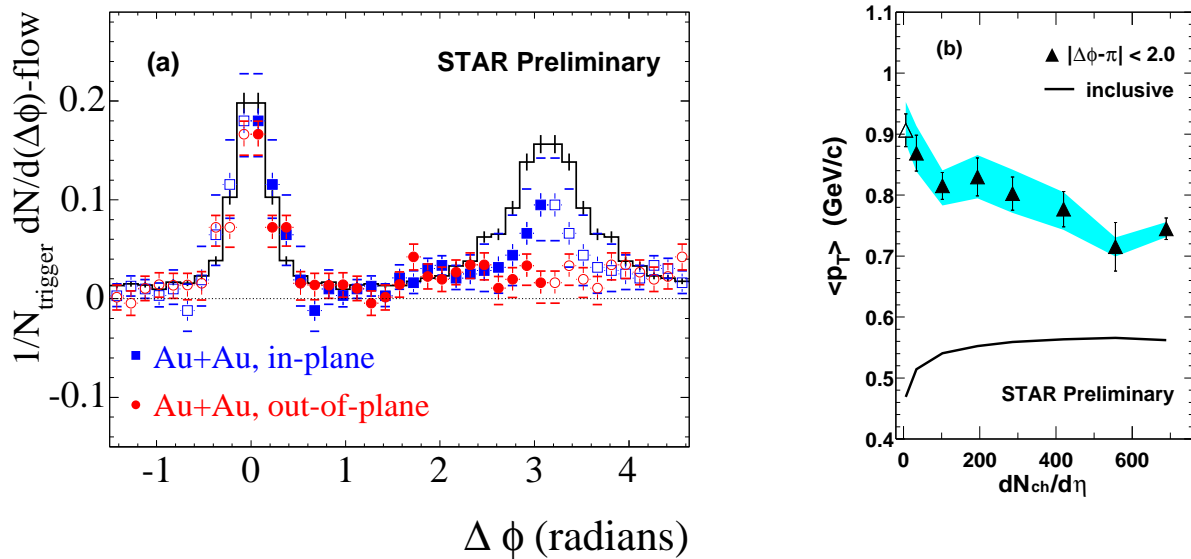 (a)
STAR Preliminary
1/N_trigger dN/d(Δϕ)-flow
0.2
0.1
0
-0.1
Au+Au, in-plane
Au+Au, out-of-plane
-1 0 1 2 3 4
Δ ϕ (radians)
(b)
|Δϕ-π| < 2.0
inclusive
<p_T> (GeV/c)
1.1
1
0.9
0.8
0.7
0.6
0.5
0.4
STAR Preliminary
0 200 400 600
dN_ch/dη